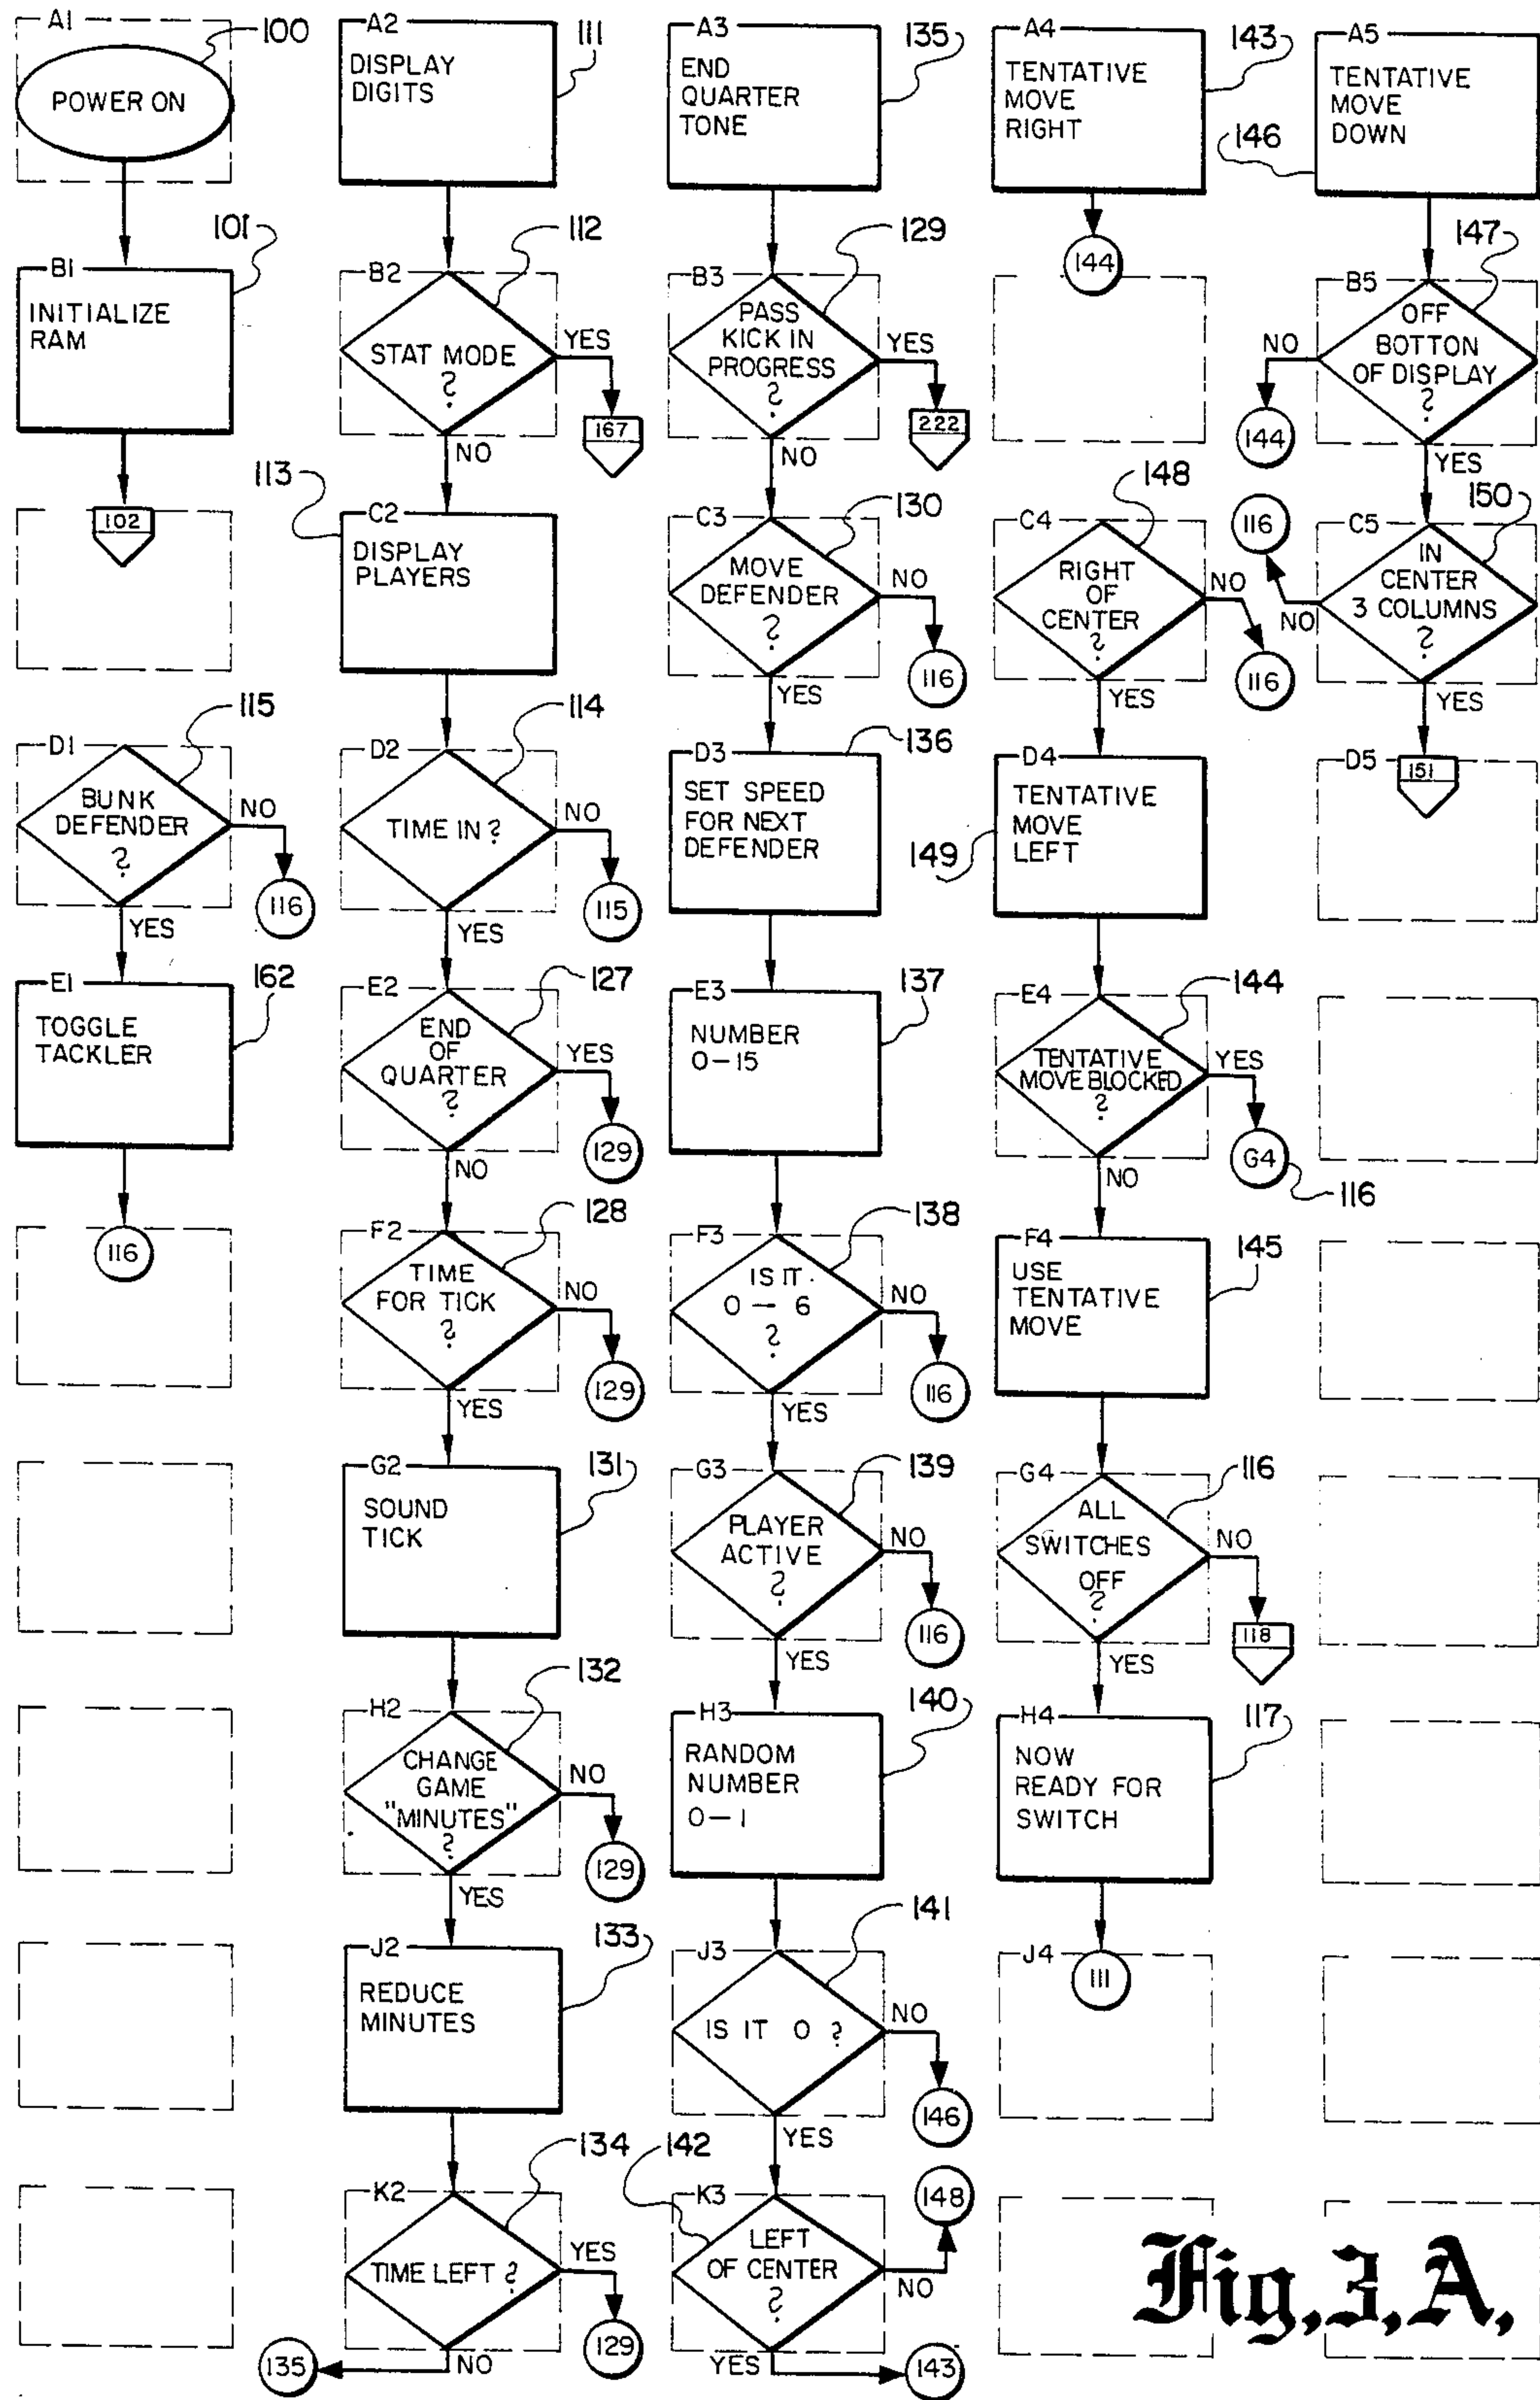 A1
100
POWER ON
101
B1
INITIALIZE
RAM
102
115
D1
BUNK
DEFENDER
?
NO
116
YES
162
E1
TOGGLE
TACKLER
116
A2
111
DISPLAY
DIGITS
112
B2
STAT MODE
?
YES
167
NO
113
C2
DISPLAY
PLAYERS
114
D2
TIME IN ?
NO
115
YES
127
E2
END
OF
QUARTER
?
YES
129
NO
128
F2
TIME
FOR TICK
?
NO
129
YES
131
G2
SOUND
TICK
132
H2
CHANGE
GAME
"MINUTES"
?
NO
129
YES
133
J2
REDUCE
MINUTES
134
K2
TIME LEFT ?
YES
129
NO
135
A3
135
END
QUARTER
TONE
129
B3
PASS
KICK IN
PROGRESS
?
YES
222
NO
130
C3
MOVE
DEFENDER
?
NO
116
YES
136
D3
SET SPEED
FOR NEXT
DEFENDER
137
E3
NUMBER
0-15
138
F3
IS IT
0 - 6
?
NO
116
YES
139
G3
PLAYER
ACTIVE
?
NO
116
YES
140
H3
RANDOM
NUMBER
0-1
141
J3
IS IT 0 ?
NO
146
YES
142
K3
LEFT
OF CENTER
?
148
NO
YES
143
A4
143
TENTATIVE
MOVE
RIGHT
144
148
C4
RIGHT
OF
CENTER
?
NO
116
YES
D4
TENTATIVE
MOVE
LEFT
149
144
E4
TENTATIVE
MOVE BLOCKED
?
YES
G4
116
NO
145
F4
USE
TENTATIVE
MOVE
116
G4
ALL
SWITCHES
OFF
?
NO
118
YES
117
H4
NOW
READY FOR
SWITCH
J4
111
A5
TENTATIVE
MOVE
DOWN
146
147
B5
OFF
BOTTON
OF DISPLAY
?
NO
144
YES
150
C5
IN
CENTER
3 COLUMNS
?
116
NO
YES
D5
151
Fig,3,A,